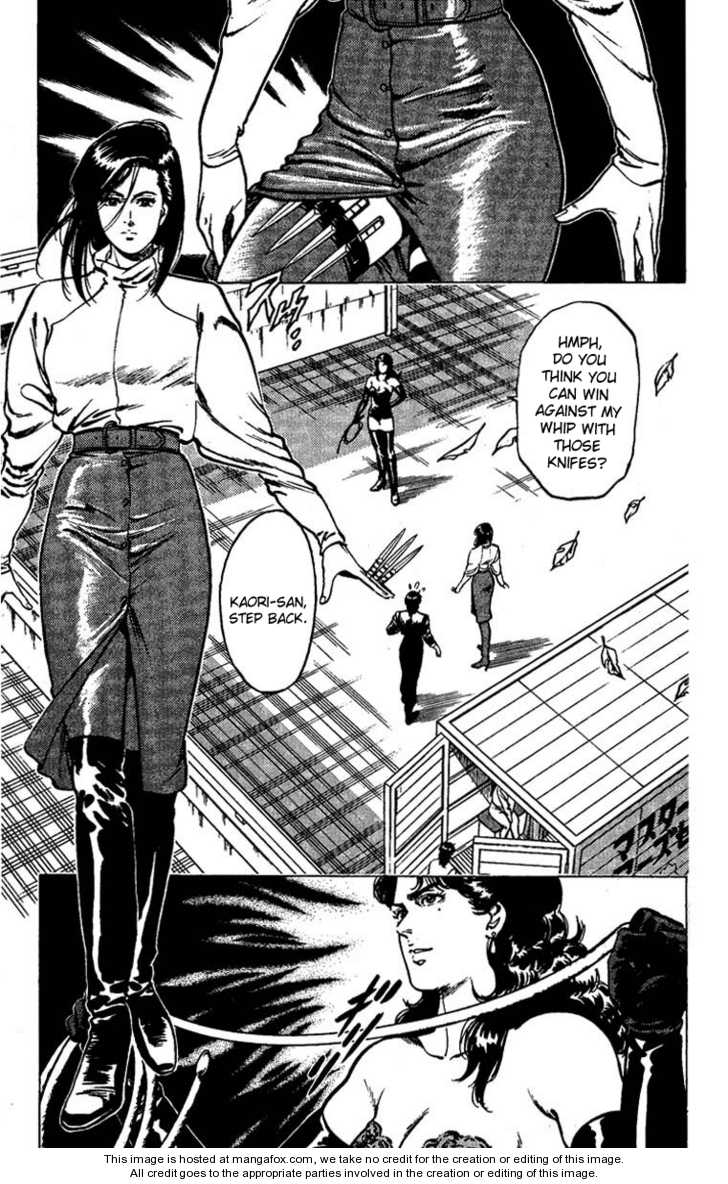 HMPH,
DO YOU
THINK YOU
CAN WIN
AGAINST MY
WHIP WITH
THOSE
KNIFES?
KAORI-SAN,
STEP BACK.
マスター
This image is hosted at mangafox.com, we take no credit for the creation or editing of this image.
All credit goes to the appropriate parties involved in the creation or editing of this image.